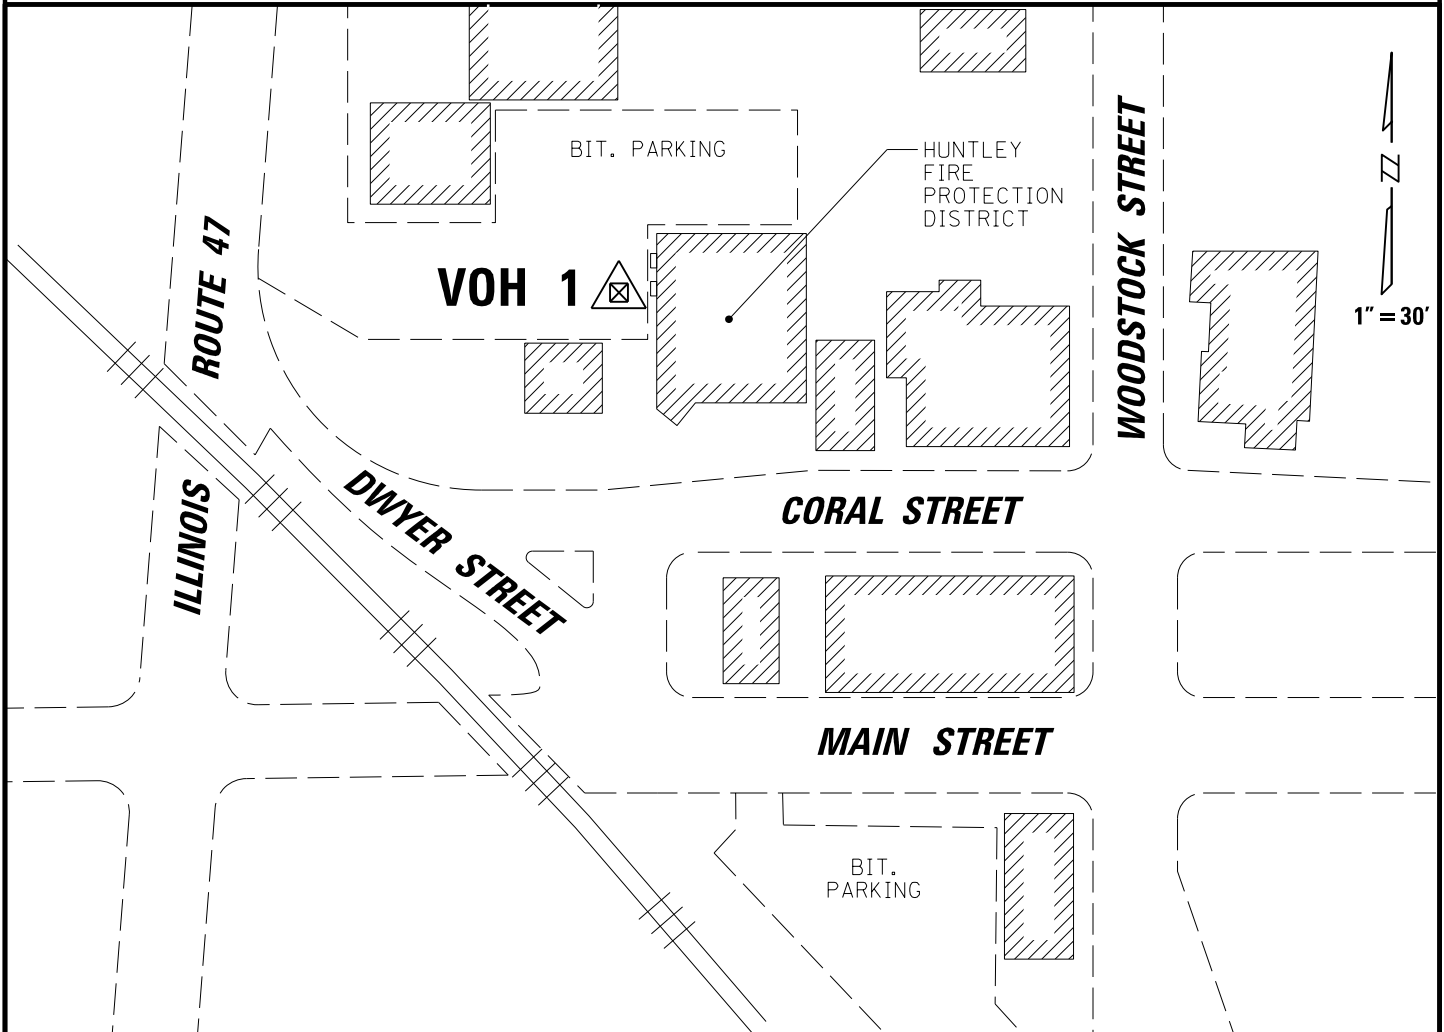 BIT. PARKING
HUNTLEY
FIRE
PROTECTION
DISTRICT
WOODSTOCK STREET
N
1" = 30'
ILLINOIS ROUTE 47
VOH 1
DWYER STREET
CORAL STREET
MAIN STREET
BIT.
PARKING